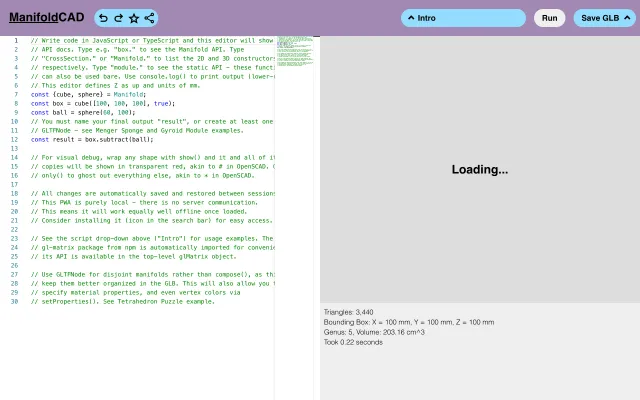 ManifoldCAD
Intro
Run
Save GLB
1 // Write code in JavaScript or TypeScript and this editor will show
2 // API docs. Type e.g. "box." to see the Manifold API. Type
3 // "CrossSection." or "Manifold." to list the 2D and 3D constructors
4 // respectively. Type "module." to see the static API - these funct
5 // can also be used bare. Use console.log() to print output (lower-
6 // This editor defines Z as up and units of mm.
7 const {cube, sphere} = Manifold;
8 const box = cube([100, 100, 100], true);
9 const ball = sphere(60, 100);
10 // You must name your final output "result", or create at least one
11 // GLTFNode - see Menger Sponge and Gyroid Module examples.
12 const result = box.subtract(ball);
13
14 // For visual debug, wrap any shape with show() and it and all of i
15 // copies will be shown in transparent red, akin to # in OpenSCAD.
16 // only() to ghost out everything else, akin to * in OpenSCAD.
17
18 // All changes are automatically saved and restored between sessions
19 // This PWA is purely local - there is no server communication.
20 // This means it will work equally well offline once loaded.
21 // Consider installing it (icon in the search bar) for easy access.
22
23 // See the script drop-down above ("Intro") for usage examples. The
24 // gl-matrix package from npm is automatically imported for conveni
25 // its API is available in the top-level glMatrix object.
26
27 // Use GLTFNode for disjoint manifolds rather than compose(), as thi
28 // keep them better organized in the GLB. This will also allow you
29 // specify material properties, and even vertex colors via
30 // setProperties(). See Tetrahedron Puzzle example.
Loading...
Triangles: 3,440
Bounding Box: X = 100 mm, Y = 100 mm, Z = 100 mm
Genus: 5, Volume: 203.16 cm^3
Took 0.22 seconds